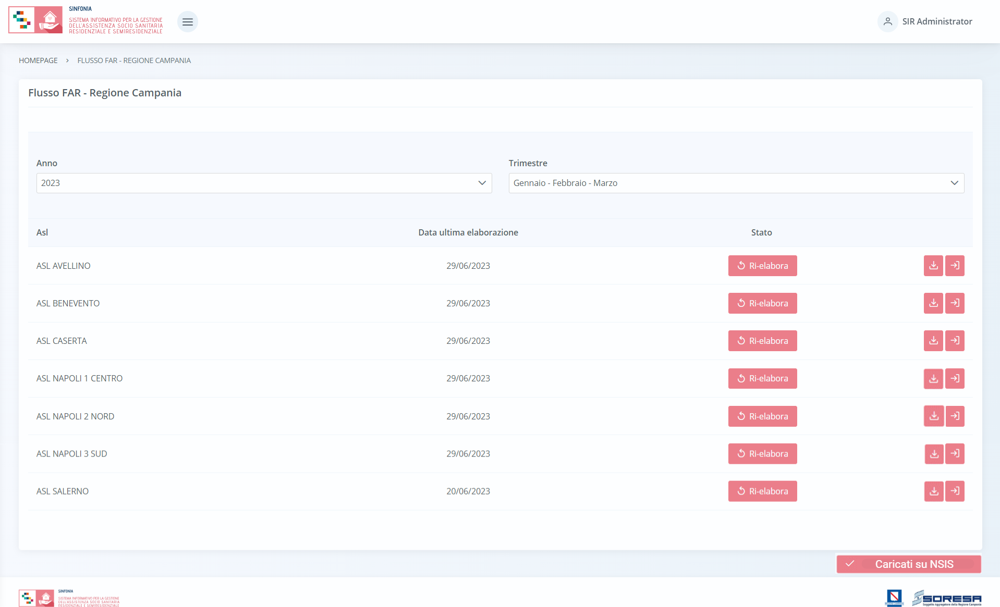 SINFONIA
SISTEMA INFORMATIVO PER LA GESTIONE
DELL'ASSISTENZA SOCIO SANITARIA
RESIDENZIALE E SEMIRESIDENZIALE
SIR Administrator
HOMEPAGE > FLUSSO FAR - REGIONE CAMPANIA
Flusso FAR - Regione Campania
Anno Trimestre
2023 Gennaio - Febbraio - Marzo
Asl Data ultima elaborazione Stato
ASL AVELLINO 29/06/2023 Ri-elabora
ASL BENEVENTO 29/06/2023 Ri-elabora
ASL CASERTA 29/06/2023 Ri-elabora
ASL NAPOLI 1 CENTRO 29/06/2023 Ri-elabora
ASL NAPOLI 2 NORD 29/06/2023 Ri-elabora
ASL NAPOLI 3 SUD 29/06/2023 Ri-elabora
ASL SALERNO 20/06/2023 Ri-elabora
Caricati su NSIS
SINFONIA
SISTEMA INFORMATIVO PER LA GESTIONE
DELL'ASSISTENZA SOCIO SANITARIA
RESIDENZIALE E SEMIRESIDENZIALE
REGIONE CAMPANIA
SORESA
Soggetto Aggregatore della Regione Campania